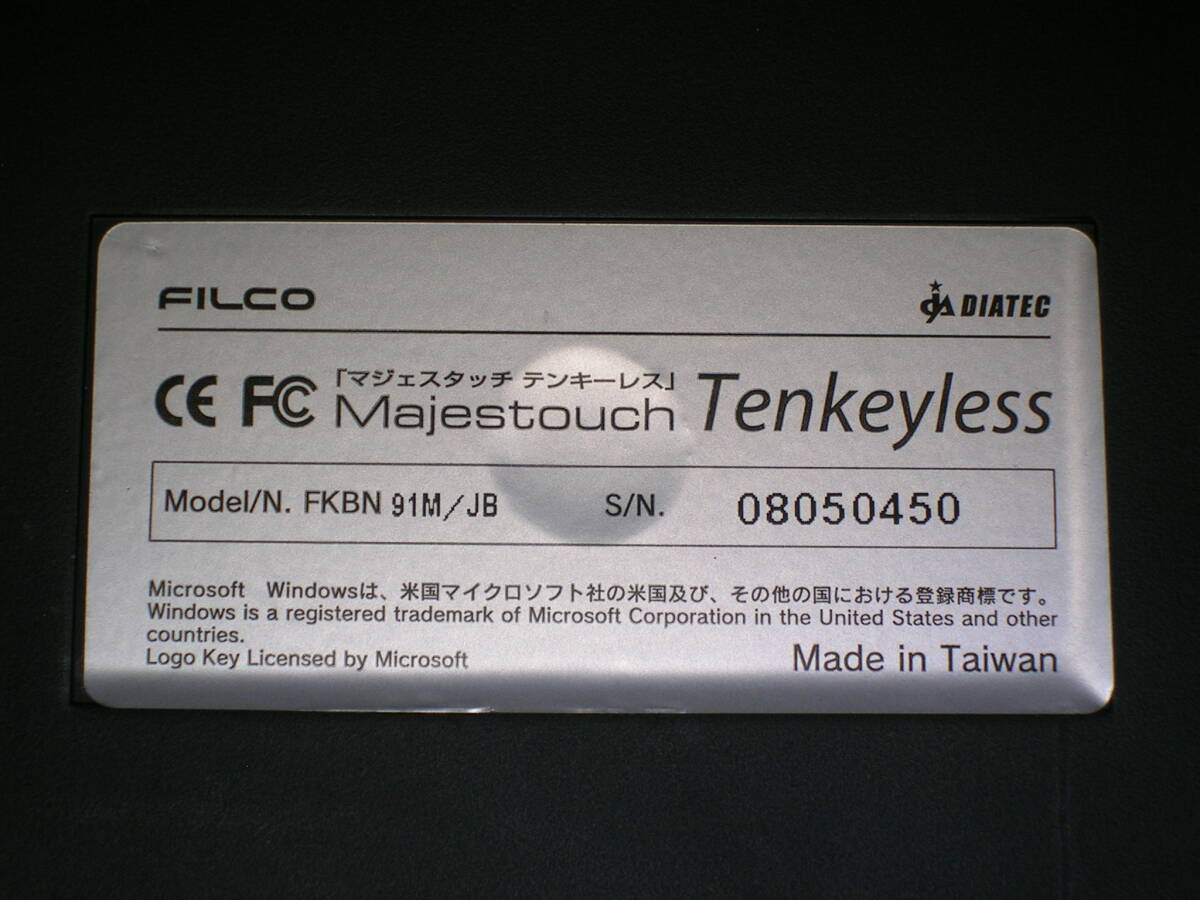 FILCO
DIATEC
CE FC 「マジェスタッチ テンキーレス」
Majestouch Tenkeyless
Model/N. FKBN 91M/JB S/N. 08050450
Microsoft Windowsは、米国マイクロソフト社の米国及び、その他の国における登録商標です。
Windows is a registered trademark of Microsoft Corporation in the United States and other
countries.
Logo Key Licensed by Microsoft
Made in Taiwan